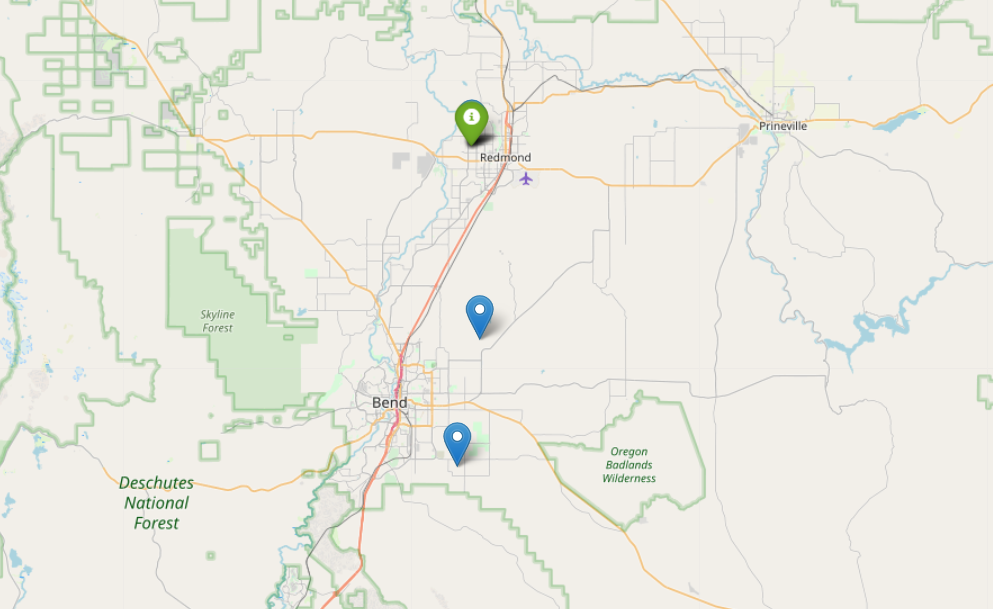 Prineville
i
Redmond
Skyline
Forest
Bend
Oregon
Badlands
Wilderness
Deschutes
National
Forest